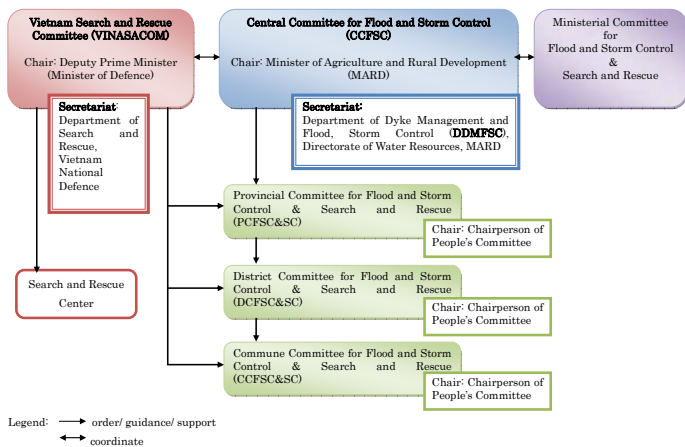 Vietnam Search and Rescue
Committee (VINASACOM)
Chair: Deputy Prime Minister
(Minister of Defence)
Central Committee for Flood and Storm Control
(CCFSC)
Chair: Minister of Agriculture and Rural Development
(MARD)
Ministerial Committee
for
Flood and Storm Control
&
Search and Rescue
Secretariat:
Department of
Search and
Rescue,
Vietnam
National
Defence
Secretariat:
Department of Dyke Management and
Flood, Storm Control (DDMFSC),
Directorate of Water Resources, MARD
Provincial Committee for Flood and Storm
Control & Search and Rescue
(PCFSC&SC)
Chair: Chairperson of
People's Committee
Search and Rescue
Center
District Committee for Flood and Storm
Control & Search and Rescue
(DCFSC&SC)
Chair: Chairperson of
People's Committee
Commune Committee for Flood and Storm
Control & Search and Rescue
(CCFSC&SC)
Chair: Chairperson of
People's Committee
Legend: order/ guidance/ support
coordinate